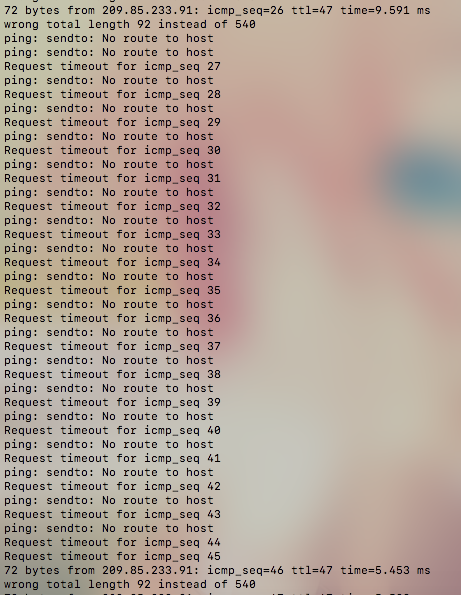 72 bytes from 209.85.233.91: icmp_seq=26 ttl=47 time=9.591 ms
wrong total length 92 instead of 540
ping: sendto: No route to host
ping: sendto: No route to host
Request timeout for icmp_seq 27
ping: sendto: No route to host
Request timeout for icmp_seq 28
ping: sendto: No route to host
Request timeout for icmp_seq 29
ping: sendto: No route to host
Request timeout for icmp_seq 30
ping: sendto: No route to host
Request timeout for icmp_seq 31
ping: sendto: No route to host
Request timeout for icmp_seq 32
ping: sendto: No route to host
Request timeout for icmp_seq 33
ping: sendto: No route to host
Request timeout for icmp_seq 34
ping: sendto: No route to host
Request timeout for icmp_seq 35
ping: sendto: No route to host
Request timeout for icmp_seq 36
ping: sendto: No route to host
Request timeout for icmp_seq 37
ping: sendto: No route to host
Request timeout for icmp_seq 38
ping: sendto: No route to host
Request timeout for icmp_seq 39
ping: sendto: No route to host
Request timeout for icmp_seq 40
ping: sendto: No route to host
Request timeout for icmp_seq 41
ping: sendto: No route to host
Request timeout for icmp_seq 42
ping: sendto: No route to host
Request timeout for icmp_seq 43
ping: sendto: No route to host
Request timeout for icmp_seq 44
Request timeout for icmp_seq 45
72 bytes from 209.85.233.91: icmp_seq=46 ttl=47 time=5.453 ms
wrong total length 92 instead of 540